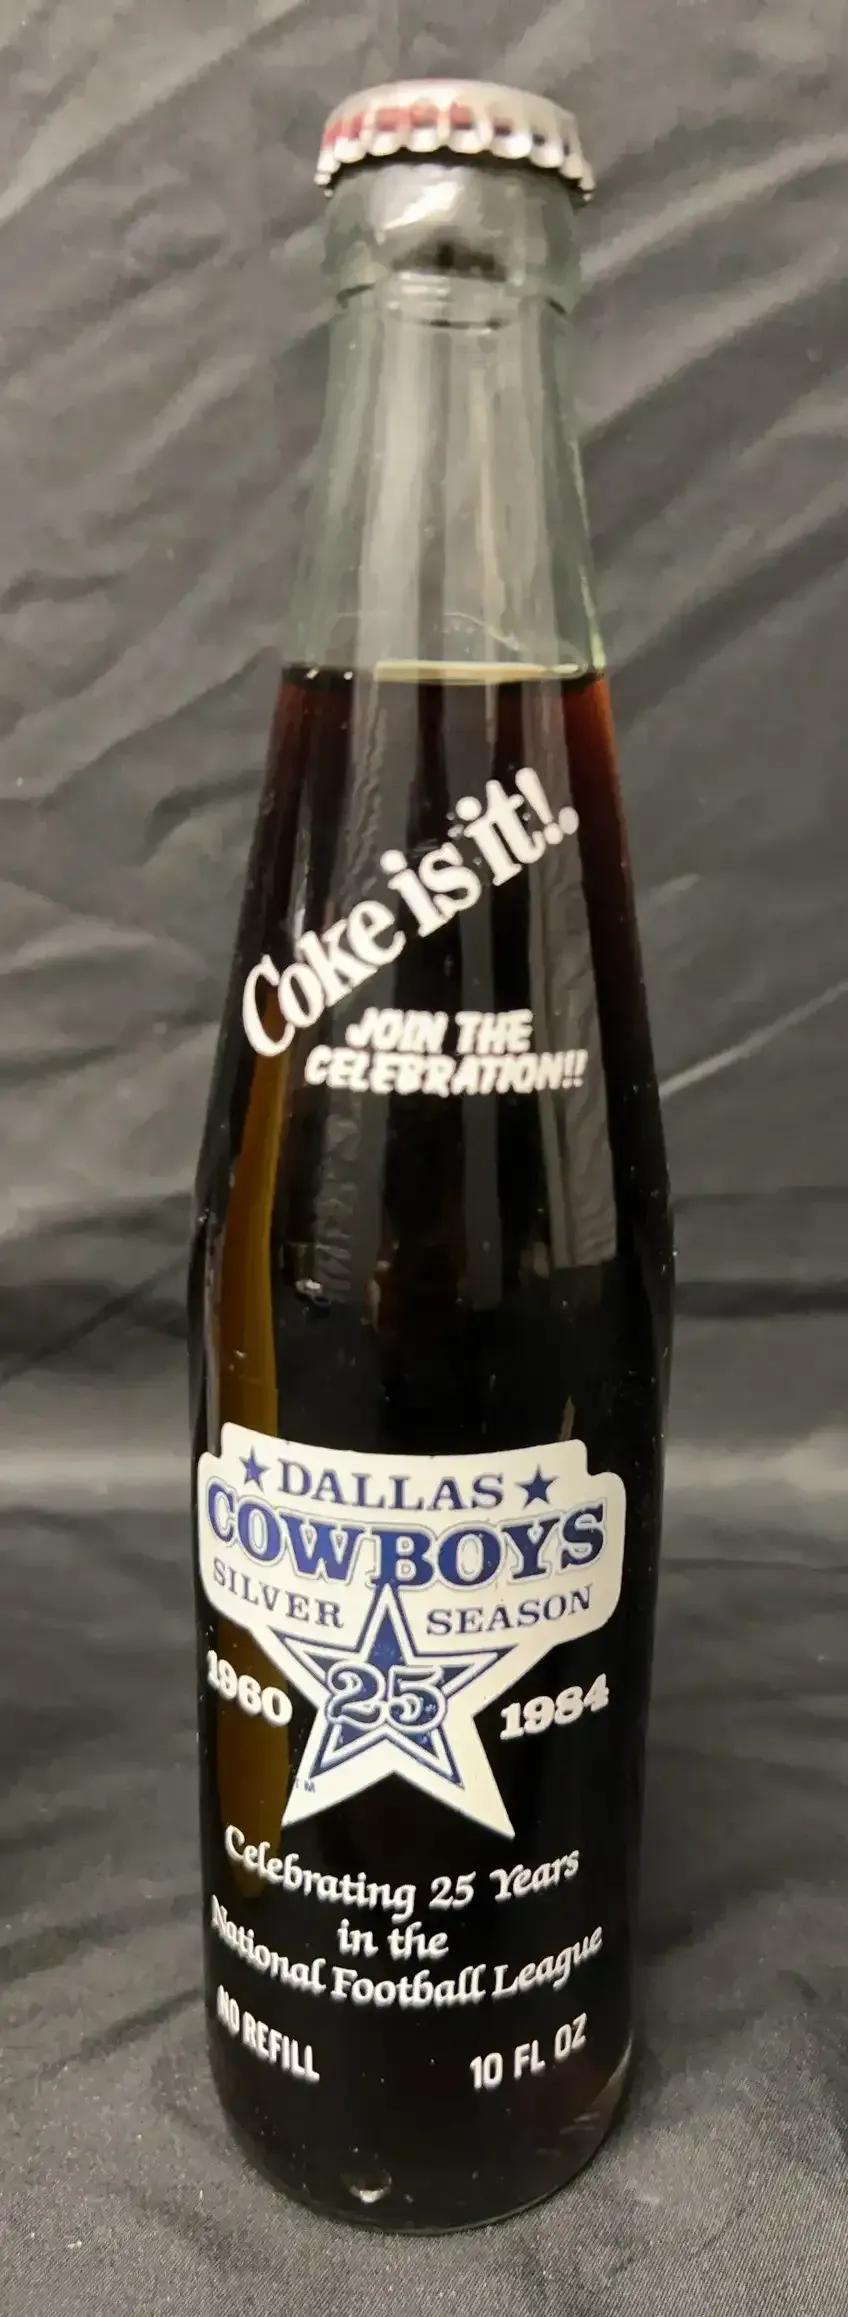 Coke is it!.
JOIN THE
CELEBRATION!!
DALLAS
COWBOYS
SILVER SEASON
25
1960 1984
TM
Celebrating 25 Years
in the
National Football League
NO REFILL 10 FL OZ